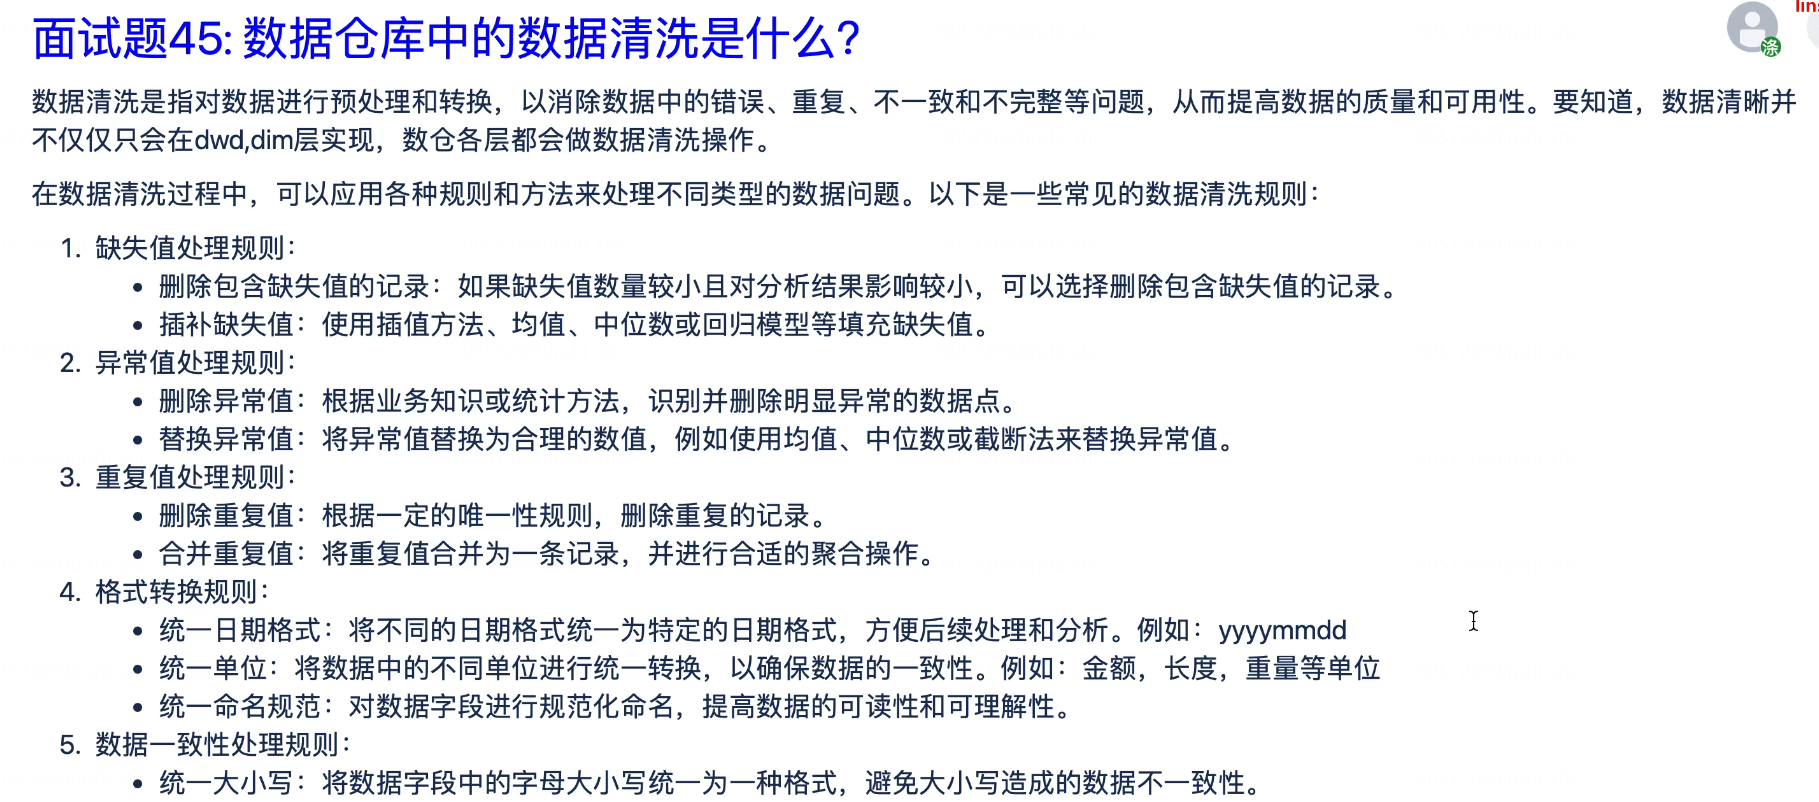 面试题45: 数据仓库中的数据清洗是什么?
数据清洗是指对数据进行预处理和转换，以消除数据中的错误、重复、不一致和不完整等问题，从而提高数据的质量和可用性。要知道，数据清晰并
不仅仅只会在dwd,dim层实现，数仓各层都会做数据清洗操作。
在数据清洗过程中，可以应用各种规则和方法来处理不同类型的数据问题。以下是一些常见的数据清洗规则：
1. 缺失值处理规则：
• 删除包含缺失值的记录：如果缺失值数量较小且对分析结果影响较小，可以选择删除包含缺失值的记录。
• 插补缺失值：使用插值方法、均值、中位数或回归模型等填充缺失值。
2. 异常值处理规则：
• 删除异常值：根据业务知识或统计方法，识别并删除明显异常的数据点。
• 替换异常值：将异常值替换为合理的数值，例如使用均值、中位数或截断法来替换异常值。
3. 重复值处理规则：
• 删除重复值：根据一定的唯一性规则，删除重复的记录。
• 合并重复值：将重复值合并为一条记录，并进行合适的聚合操作。
4. 格式转换规则：
• 统一日期格式：将不同的日期格式统一为特定的日期格式，方便后续处理和分析。例如：yyyymmdd
• 统一单位：将数据中的不同单位进行统一转换，以确保数据的一致性。例如：金额，长度，重量等单位
• 统一命名规范：对数据字段进行规范化命名，提高数据的可读性和可理解性。
5. 数据一致性处理规则：
• 统一大小写：将数据字段中的字母大小写统一为一种格式，避免大小写造成的数据不一致性。
涤